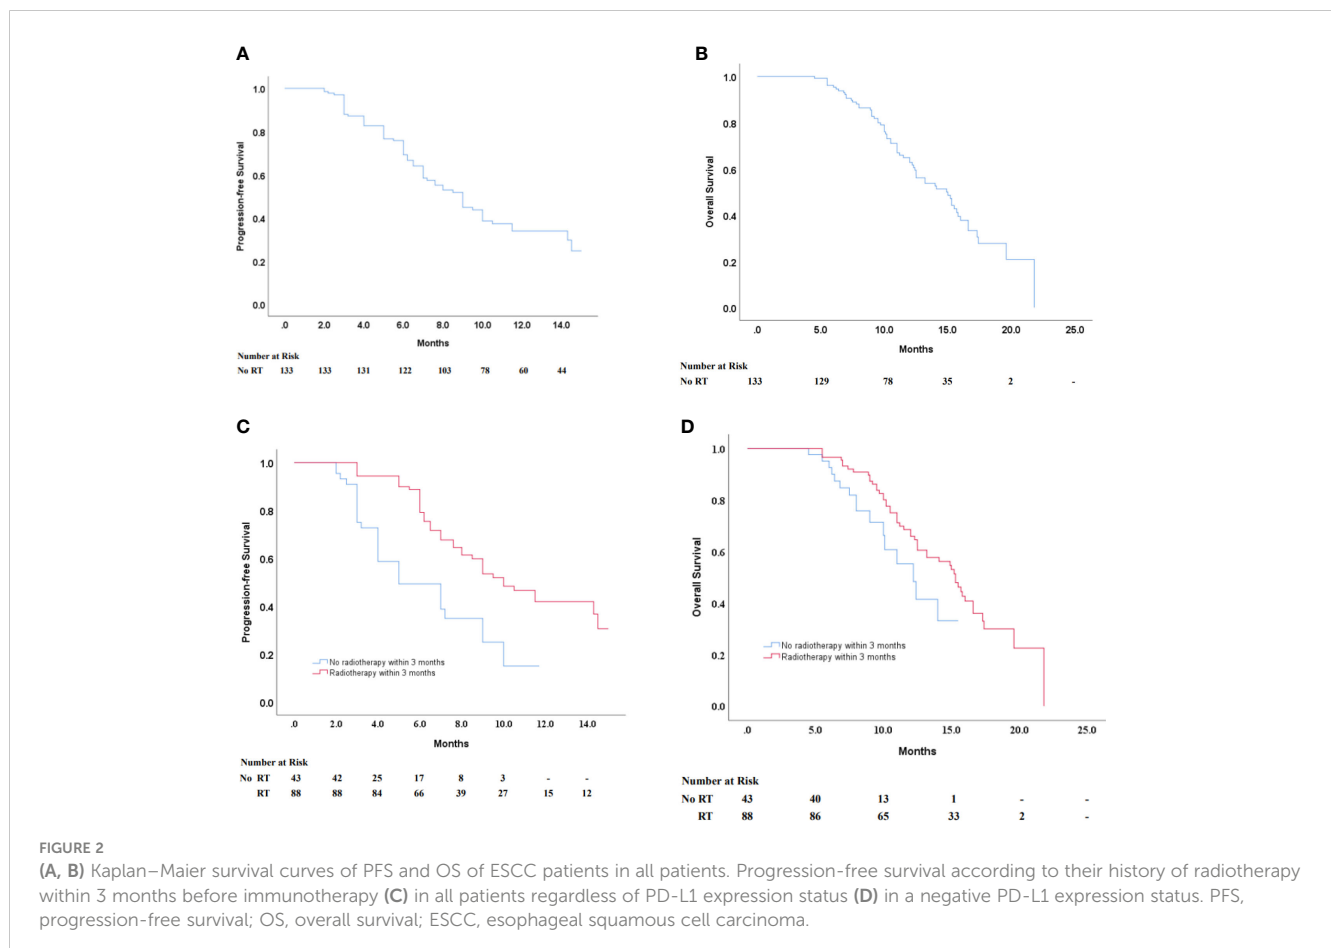 A
Progression-free Survival
1.0
0.8
0.6
0.4
0.2
0.0
.0 2.0 4.0 6.0 8.0 10.0 12.0 14.0
Months
Number at Risk
No RT 133 133 131 122 103 78 60 44
B
Overall Survival
1.0
0.8
0.6
0.4
0.2
0.0
.0 5.0 10.0 15.0 20.0 25.0
Months
Number at Risk
No RT 133 129 78 35 2 -
C
Progression-free Survival
1.0
0.8
0.6
0.4
0.2
0.0
No radiotherapy within 3 months
Radiotherapy within 3 months
.0 2.0 4.0 6.0 8.0 10.0 12.0 14.0
Months
Number at Risk
No RT 43 42 25 17 8 3 - -
RT 88 88 84 66 39 27 15 12
D
Overall Survival
1.0
0.8
0.6
0.4
0.2
0.0
No radiotherapy within 3 months
Radiotherapy within 3 months
.0 5.0 10.0 15.0 20.0 25.0
Months
Number at Risk
No RT 43 40 13 1 - -
RT 88 86 65 33 2 -
FIGURE 2
(A, B) Kaplan–Maier survival curves of PFS and OS of ESCC patients in all patients. Progression-free survival according to their history of radiotherapy
within 3 months before immunotherapy (C) in all patients regardless of PD-L1 expression status (D) in a negative PD-L1 expression status. PFS,
progression-free survival; OS, overall survival; ESCC, esophageal squamous cell carcinoma.